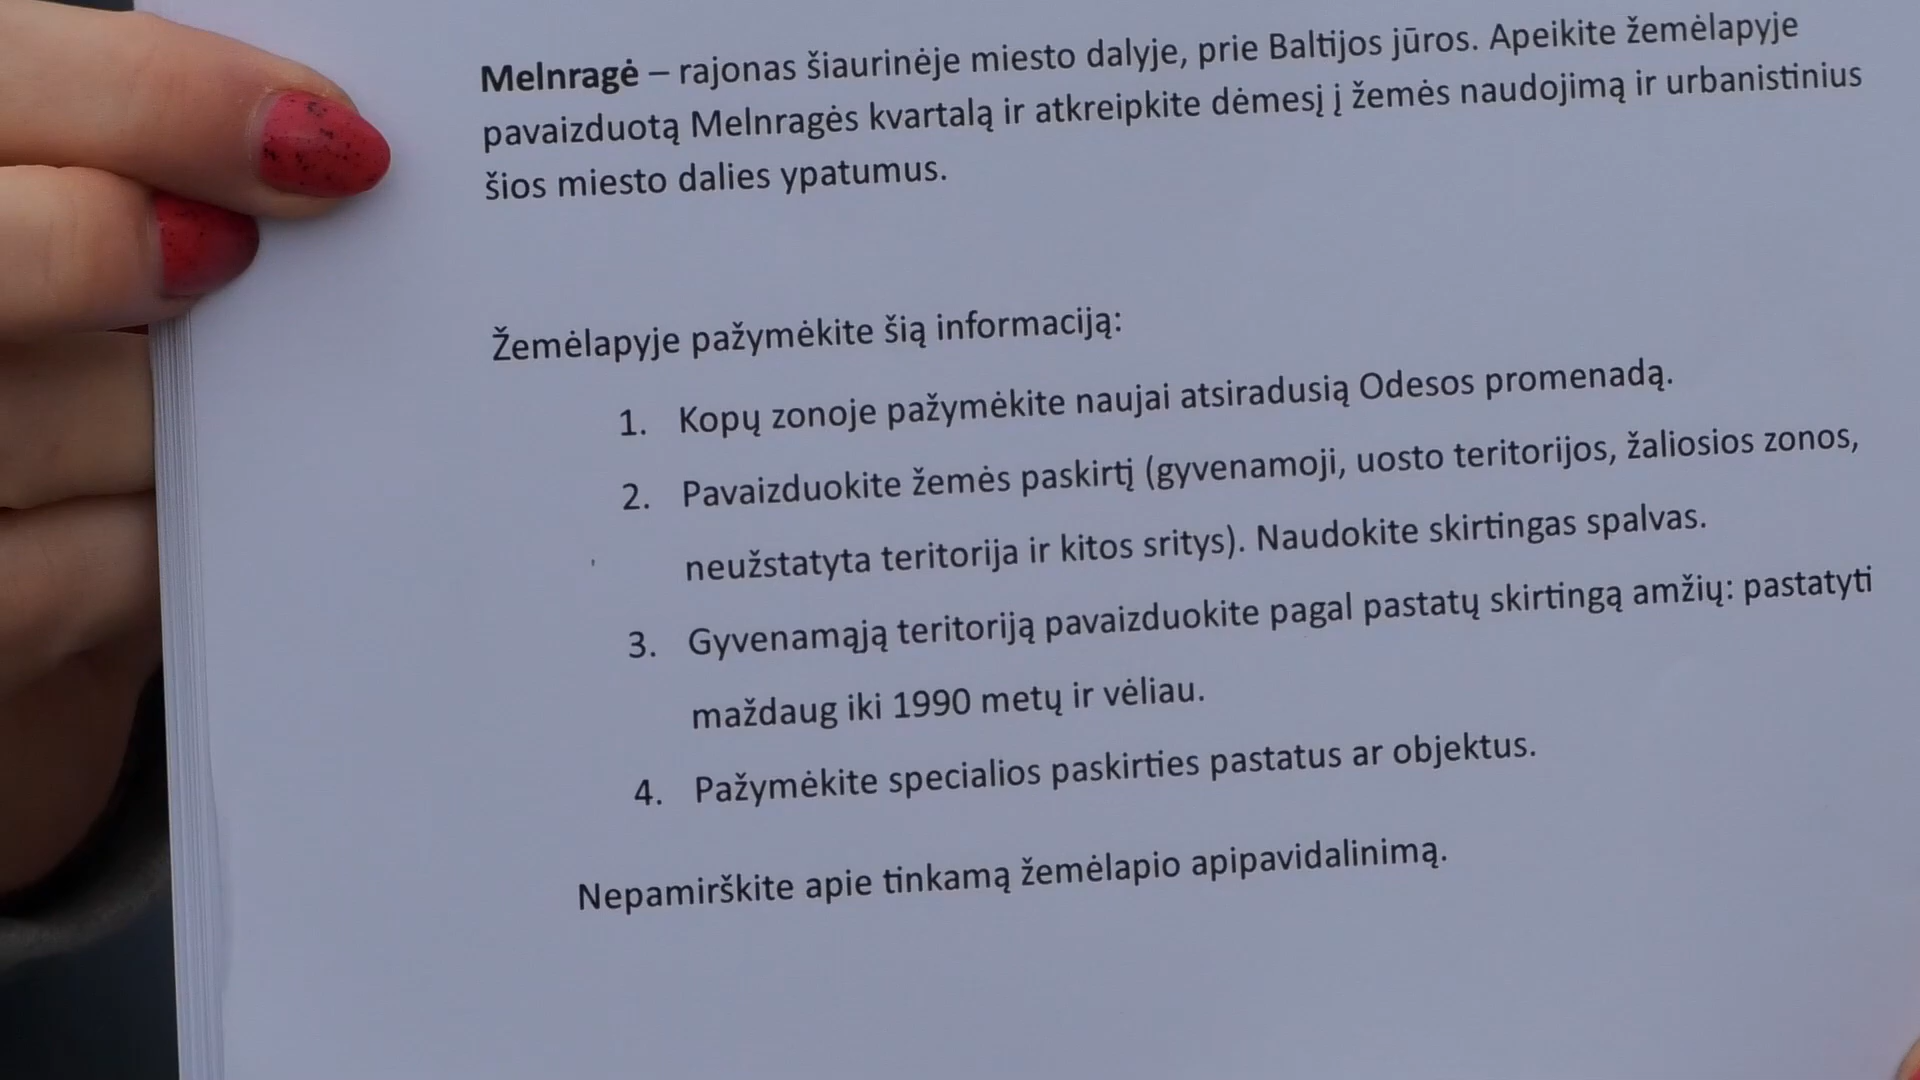 Melnragė – rajonas šiaurinėje miesto dalyje, prie Baltijos jūros. Apeikite žemėlapyje
pavaizduotą Melnragės kvartalą ir atkreipkite dėmesį į žemės naudojimą ir urbanistinius
šios miesto dalies ypatumus.
Žemėlapyje pažymėkite šią informaciją:
1. Kopų zonoje pažymėkite naujai atsiradusią Odesos promenadą.
2. Pavaizduokite žemės paskirtį (gyvenamoji, uosto teritorijos, žaliosios zonos,
neužstatyta teritorija ir kitos sritys). Naudokite skirtingas spalvas.
3. Gyvenamąją teritoriją pavaizduokite pagal pastatų skirtingą amžių: pastatyti
maždaug iki 1990 metų ir vėliau.
4. Pažymėkite specialios paskirties pastatus ar objektus.
Nepamirškite apie tinkamą žemėlapio apipavidalinimą.